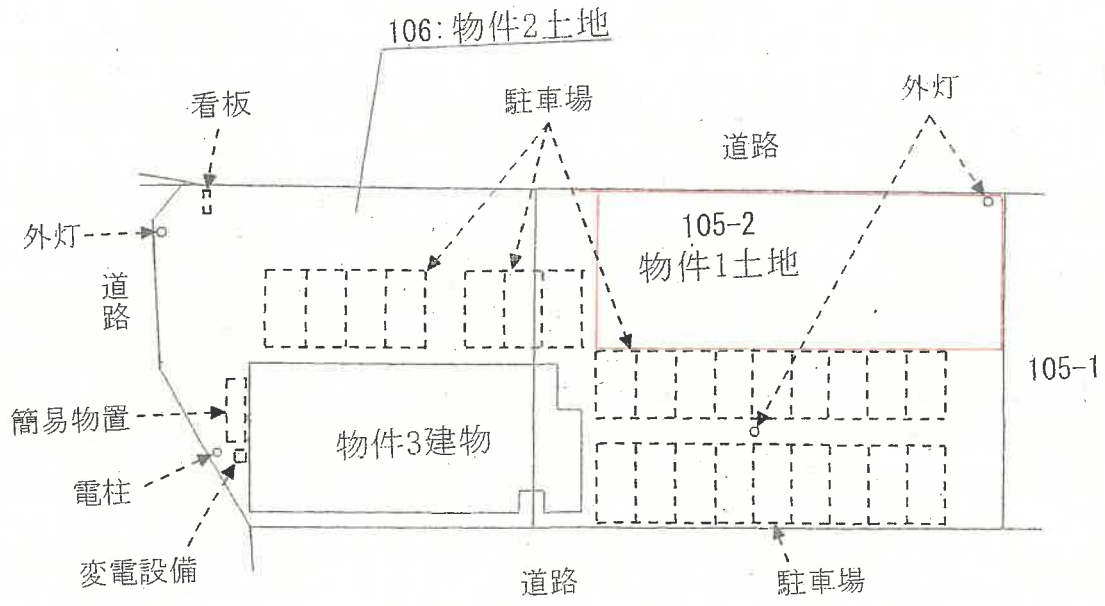 106:物件2土地
看板
駐車場
外灯
道路
105-2
物件1土地
外灯
道路
105-1
簡易物置
物件3建物
電柱
変電設備
道路
駐車場